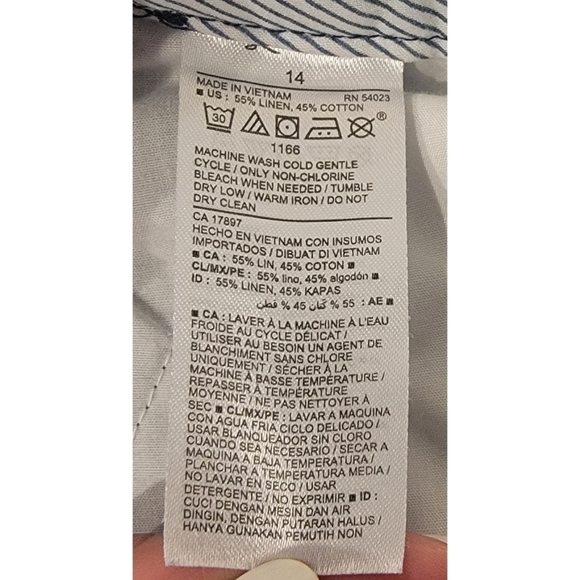 14
MADE IN VIETNAM RN 54023
■ US : 55% LINEN, 45% COTTON
30 ®
1166
MACHINE WASH COLD GENTLE
CYCLE / ONLY NON-CHLORINE
BLEACH WHEN NEEDED / TUMBLE
DRY LOW / WARM IRON / DO NOT
DRY CLEAN
CA 17897
HECHO EN VIETNAM CON INSUMOS
IMPORTADOS / DIBUAT DI VIETNAM
■ CA : 55% LIN, 45% COTON ■
CL/MX/PE : 55% lino, 45% algodón ■
ID : 55% LINEN, 45% KAPAS
■ AE : 55 % كتان 45 % قطن
■ CA : LAVER À LA MACHINE À L'EAU
FROIDE AU CYCLE DÉLICAT /
UTILISER AU BESOIN UN AGENT DE
BLANCHIMENT SANS CHLORE
UNIQUEMENT / SÉCHER À LA
MACHINE À BASSE TEMPÉRATURE /
REPASSER À TEMPÉRATURE
MOYENNE / NE PAS NETTOYER À
SEC ■ CL/MX/PE : LAVAR A MAQUINA
CON AGUA FRIA CICLO DELICADO /
USAR BLANQUEADOR SIN CLORO
CUANDO SEA NECESARIO / SECAR A
MAQUINA A BAJA TEMPERATURA /
PLANCHAR A TEMPERATURA MEDIA /
NO LAVAR EN SECO / USAR
DETERGENTE / NO EXPRIMIR ■ ID :
CUCI DENGAN MESIN DAN AIR
DINGIN, DENGAN PUTARAN HALUS /
HANYA GUNAKAN PEMUTIH NON